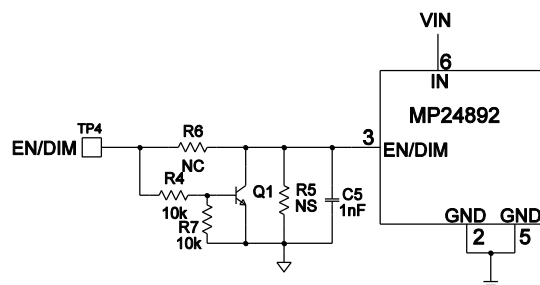 VIN
6
IN
MP24892
TP4
EN/DIM
R6
NC
3
EN/DIM
R4
10k
R7
10k
Q1
R5
NS
C5
1nF
GND
GND
2
5